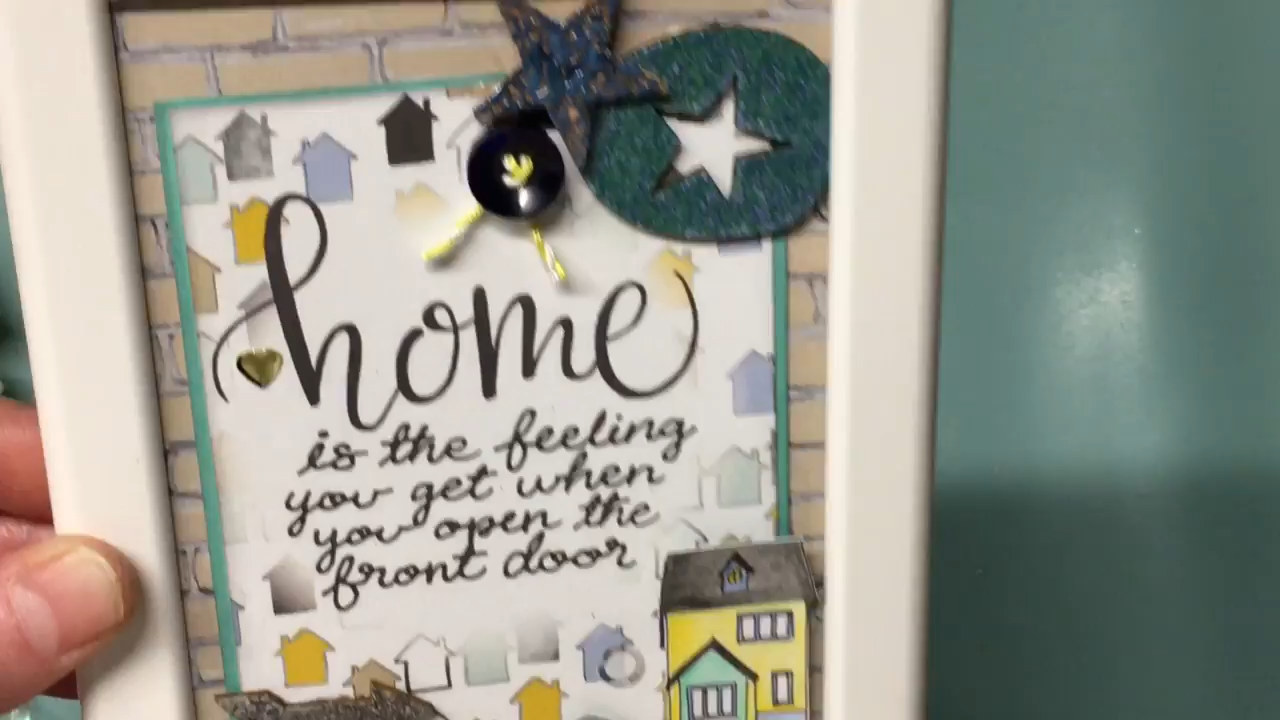 home
is the feeling
you get when
you open the
front door